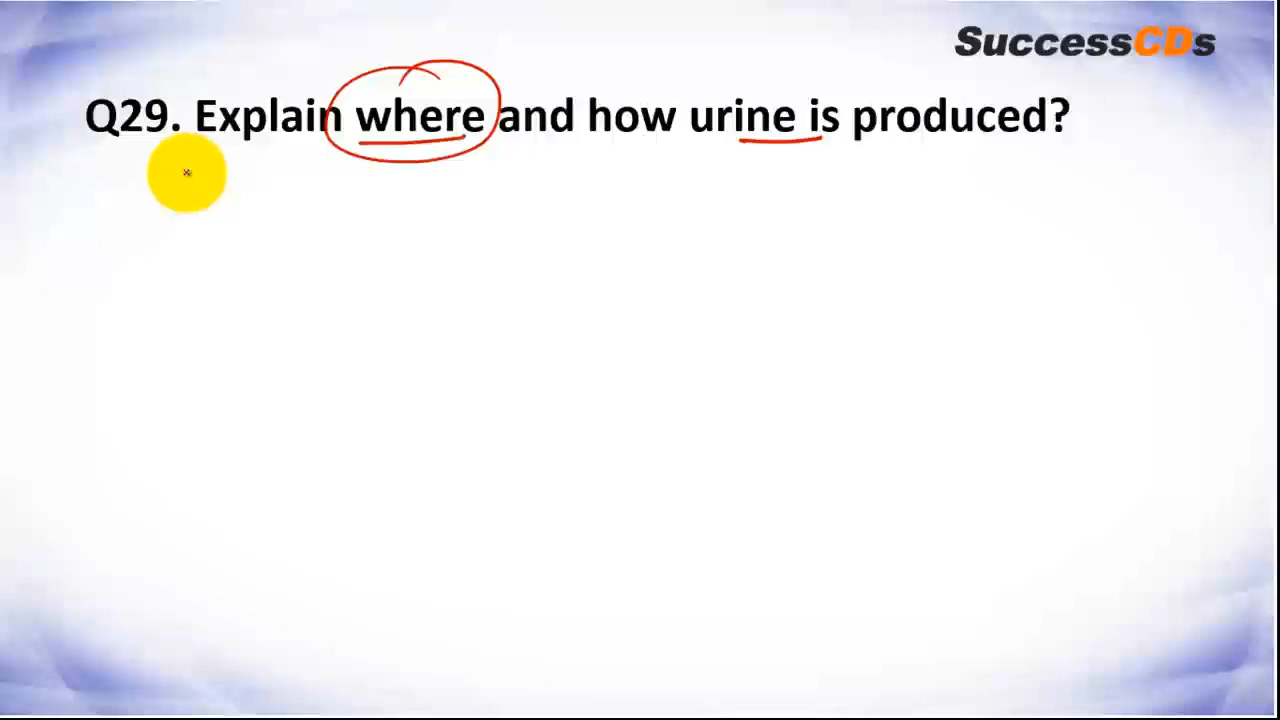 SuccessCDs
Q29. Explain where and how urine is produced?